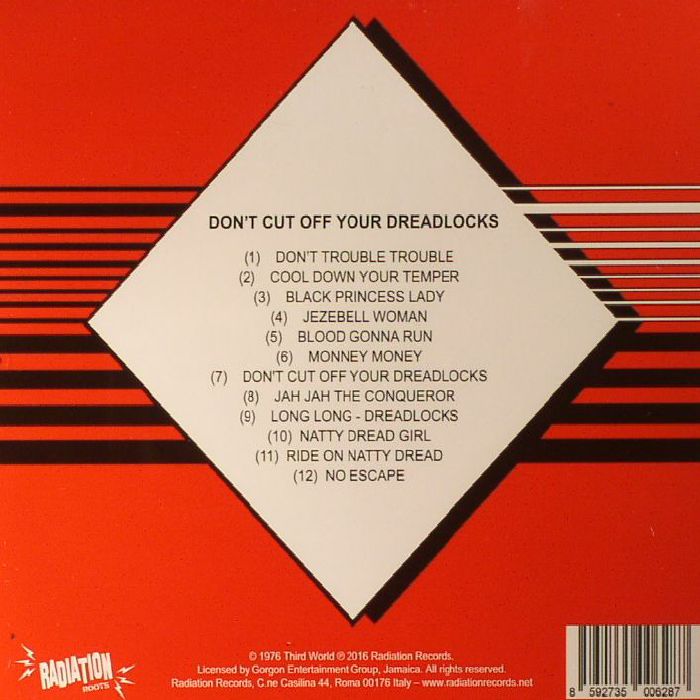 DON'T CUT OFF YOUR DREADLOCKS
(1) DON'T TROUBLE TROUBLE
(2) COOL DOWN YOUR TEMPER
(3) BLACK PRINCESS LADY
(4) JEZEBELL WOMAN
(5) BLOOD GONNA RUN
(6) MONNEY MONEY
(7) DON'T CUT OFF YOUR DREADLOCKS
(8) JAH JAH THE CONQUEROR
(9) LONG LONG - DREADLOCKS
(10) NATTY DREAD GIRL
(11) RIDE ON NATTY DREAD
(12) NO ESCAPE
RADIATION
ROOTS
© 1976 Third World ℗ 2016 Radiation Records.
Licensed by Gorgon Entertainment Group, Jamaica. All rights reserved.
Radiation Records, C.ne Casilina 44, Roma 00176 Italy – www.radiationrecords.net
8 592735 006287